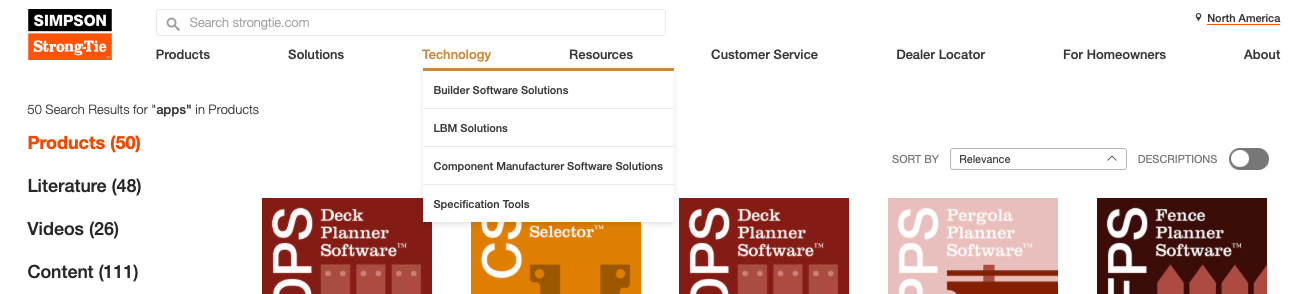 SIMPSON
Strong-Tie
Search strongtie.com
North America
Products
Solutions
Technology
Resources
Customer Service
Dealer Locator
For Homeowners
About
Builder Software Solutions
LBM Solutions
Component Manufacturer Software Solutions
Specification Tools
50 Search Results for "apps" in Products
Products (50)
Literature (48)
Videos (26)
Content (111)
SORT BY
Relevance
DESCRIPTIONS
DPS
Deck
Planner
Software™
CS
Selector™
DPS
Deck
Planner
Software™
PPS
Pergola
Planner
Software™
FPS
Fence
Planner
Software™